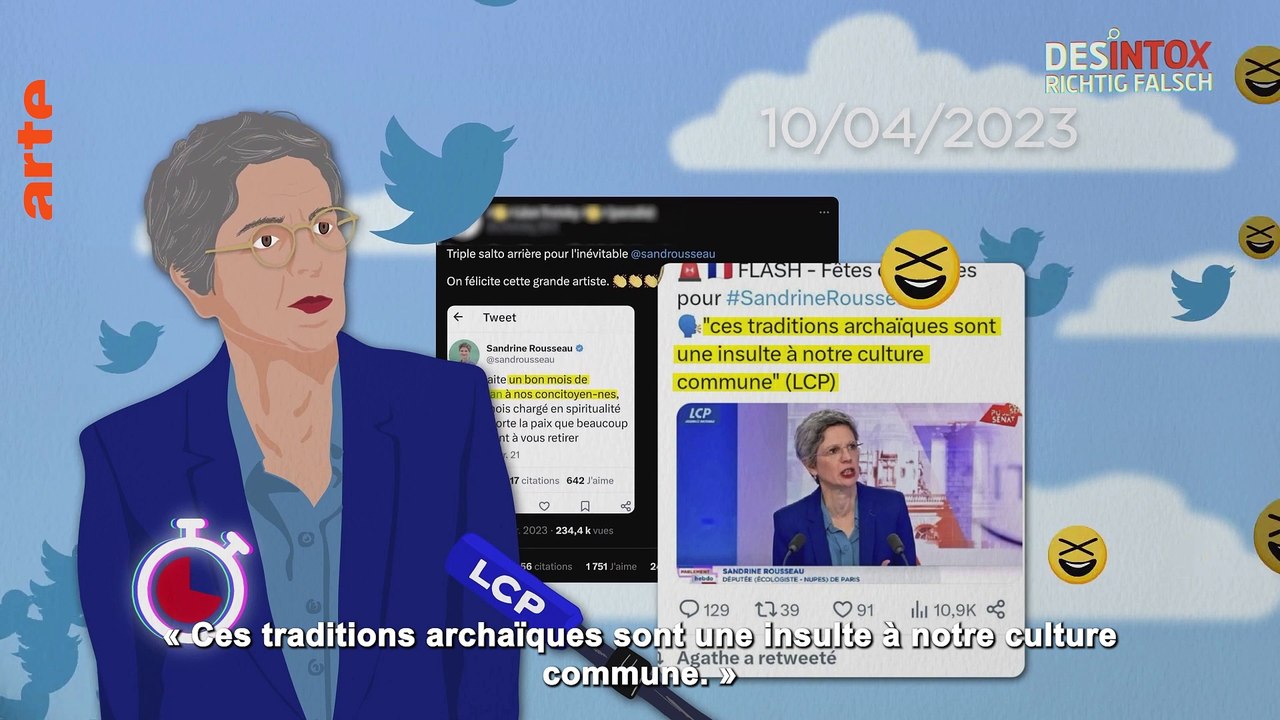 arte
DESINTOX
RICHTIG FALSCH
10/04/2023
Triple salto arrière pour l'inévitable @sandrousseau
On félicite cette grande artiste. 👏👏👏
Tweet
Sandrine Rousseau
@sandrousseau
un bon mois de
à nos concitoyen-nes,
chargé en spiritualité
la paix que beaucoup
à vous retirer
21
17 citations 642 J'aime
2023 · 234,4 k vues
56 citations 1 751 J'aime
🚨🇫🇷 FLASH - Fêtes
pour #SandrineRousse
🗣️"ces traditions archaïques sont
une insulte à notre culture
commune" (LCP)
LCP
SÉNAT
PARLEMENT
hebdo
SANDRINE ROUSSEAU
DÉPUTÉE (ÉCOLOGISTE - NUPES) DE PARIS
129 39 91 10,9K
Agathe a retweeté
LCP
« Ces traditions archaïques sont une insulte à notre culture
commune. »